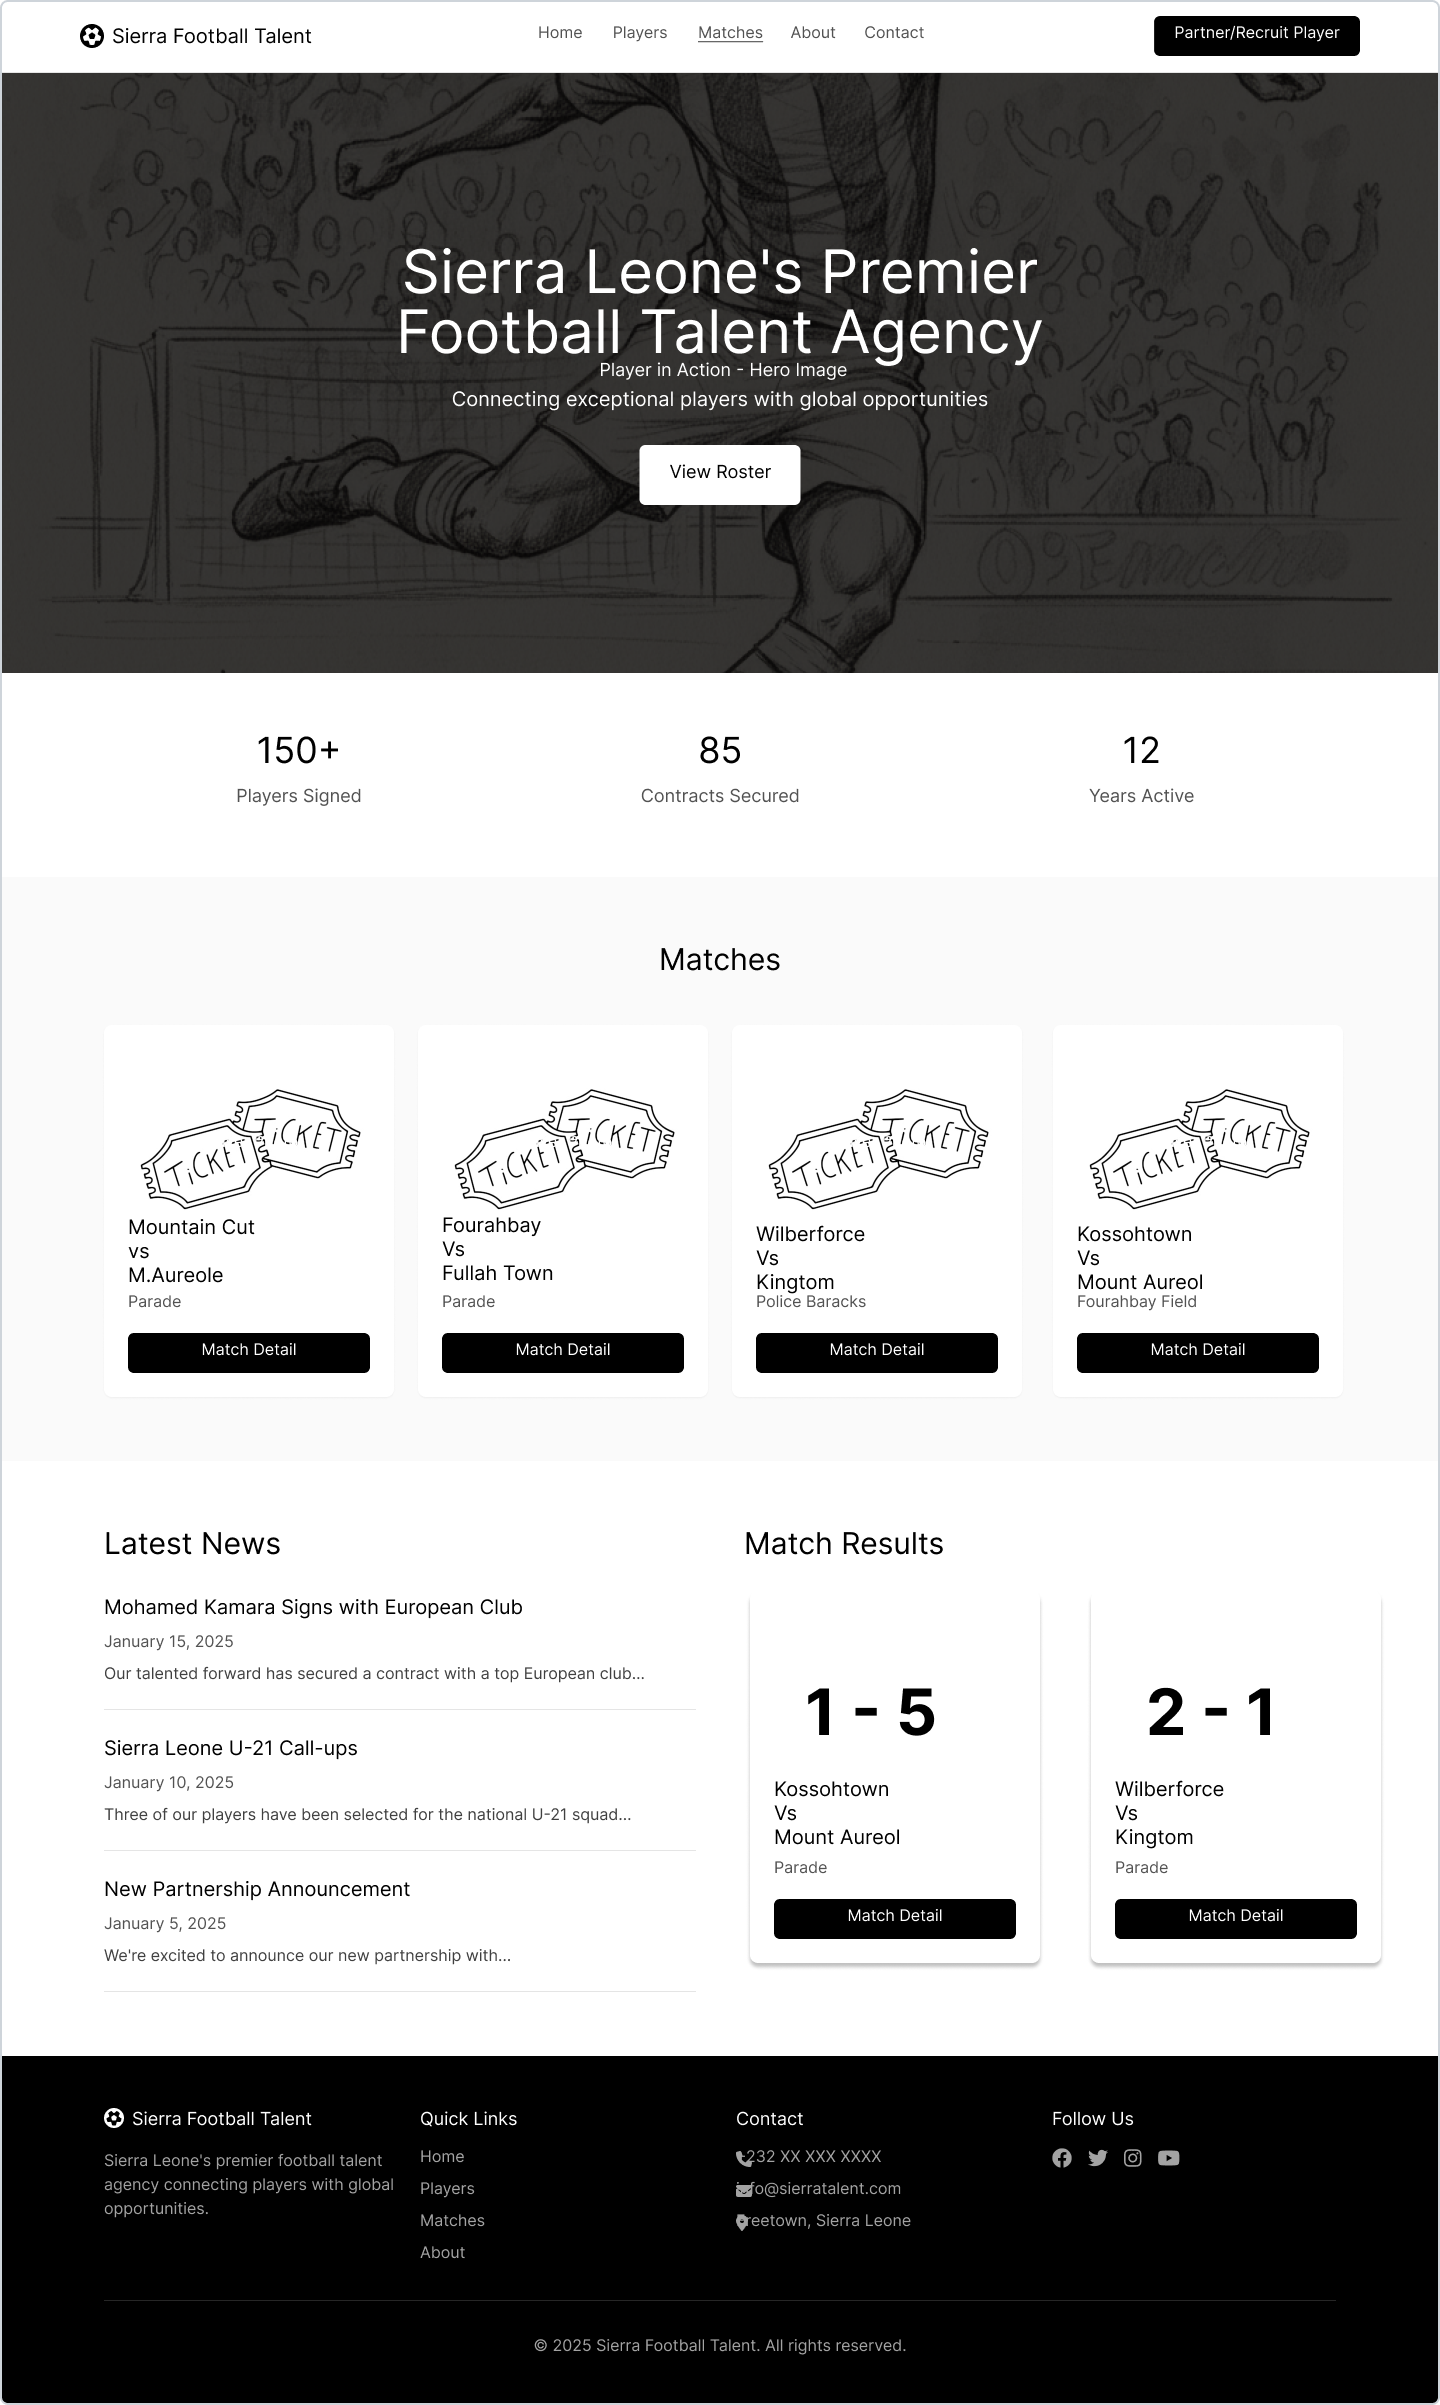 Sierra Football Talent
Home
Players
Matches
About
Contact
Partner/Recruit Player
Sierra Leone's Premier
Football Talent Agency
Player in Action - Hero Image
Connecting exceptional players with global opportunities
View Roster
150+
85
12
Players Signed
Contracts Secured
Years Active
Matches
TiCKET
TiCKET
Mountain Cut
vs
M.Aureole
Parade
Match Detail
TiCKET
TiCKET
Fourahbay
Vs
Fullah Town
Parade
Match Detail
TiCKET
TiCKET
Wilberforce
Vs
Kingtom
Police Baracks
Match Detail
TiCKET
TiCKET
Kossohtown
Vs
Mount Aureol
Fourahbay Field
Match Detail
Latest News
Mohamed Kamara Signs with European Club
January 15, 2025
Our talented forward has secured a contract with a top European club...
Sierra Leone U-21 Call-ups
January 10, 2025
Three of our players have been selected for the national U-21 squad...
New Partnership Announcement
January 5, 2025
We're excited to announce our new partnership with...
Match Results
1 - 5
Kossohtown
Vs
Mount Aureol
Parade
Match Detail
2 - 1
Wilberforce
Vs
Kingtom
Parade
Match Detail
Sierra Football Talent
Sierra Leone's premier football talent
agency connecting players with global
opportunities.
Quick Links
Home
Players
Matches
About
Contact
232 XX XXX XXXX
info@sierratalent.com
Freetown, Sierra Leone
Follow Us
© 2025 Sierra Football Talent. All rights reserved.